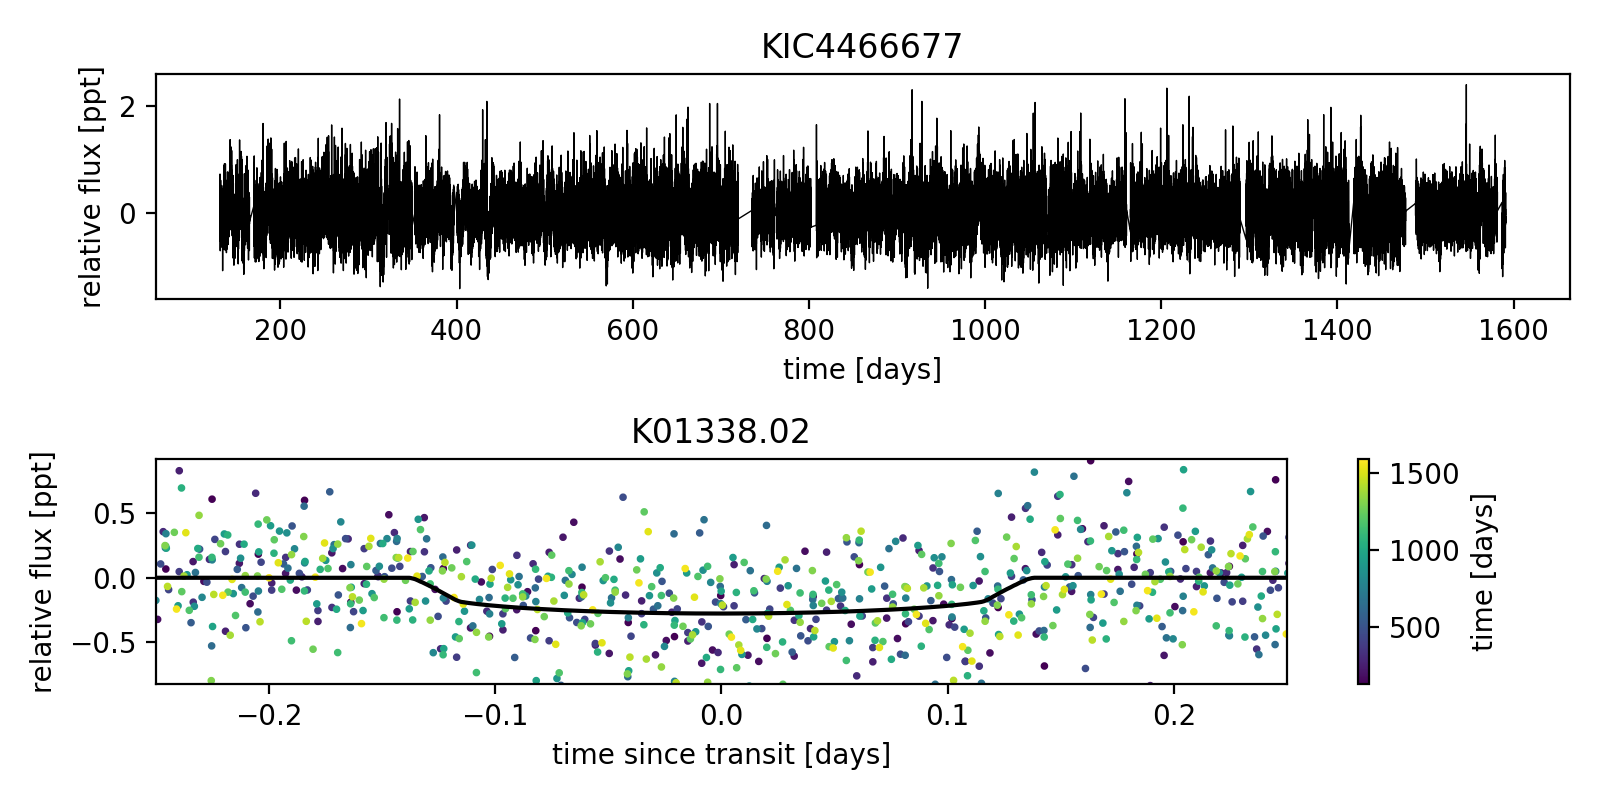 KIC4466677
relative flux [ppt]
2
0
200 400 600 800 1000 1200 1400 1600
time [days]
K01338.02
relative flux [ppt]
0.5
0.0
−0.5
−0.2 −0.1 0.0 0.1 0.2
time since transit [days]
1500
1000
500
time [days]